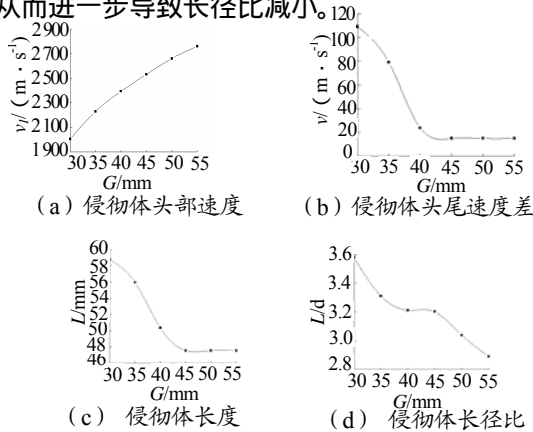 从而进一步导致长径比减小。
2900
2700
2500
2300
2100
1900
v₁/(m·s⁻¹)
30 35 40 45 50 55
G/mm
(a) 侵彻体头部速度
120
100
80
60
40
20
0
v/(m·s⁻¹)
30 35 40 45 50 55
G/mm
(b) 侵彻体头尾速度差
60
58
56
54
52
50
48
46
L/mm
30 35 40 45 50 55
G/mm
(c) 侵彻体长度
3.6
3.4
3.2
3.0
2.8
L/d
30 35 40 45 50 55
G/mm
(d) 侵彻体长径比